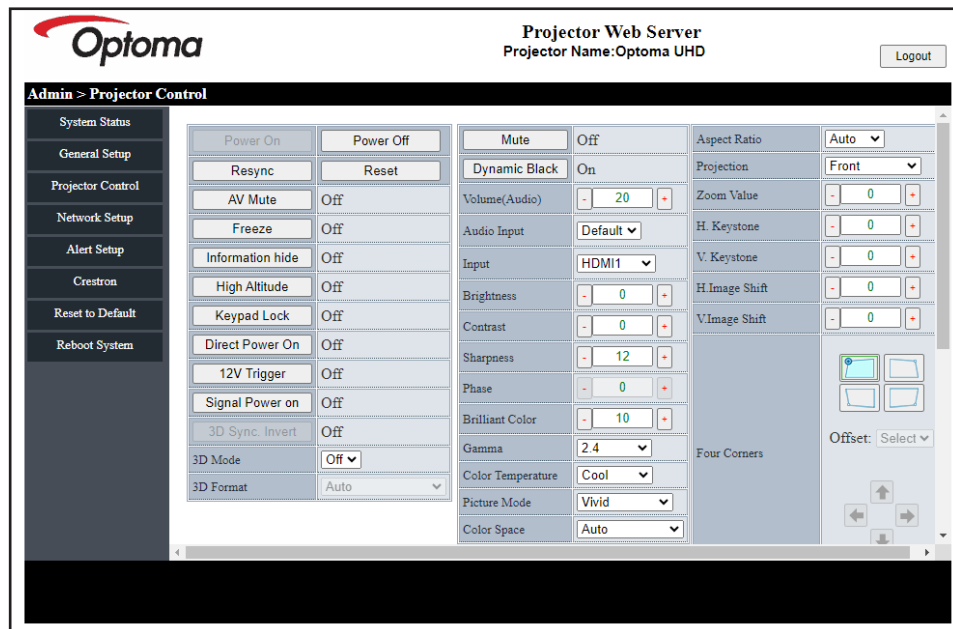 Optoma
Projector Web Server
Projector Name:Optoma UHD
Logout
Admin > Projector Control
System Status
General Setup
Projector Control
Network Setup
Alert Setup
Crestron
Reset to Default
Reboot System
Power On Power Off
Resync Reset
AV Mute Off
Freeze Off
Information hide Off
High Altitude Off
Keypad Lock Off
Direct Power On Off
12V Trigger Off
Signal Power on Off
3D Sync. Invert Off
3D Mode Off
3D Format Auto
Mute Off
Dynamic Black On
Volume(Audio) - 20 +
Audio Input Default
Input HDMI1
Brightness - 0 +
Contrast - 0 +
Sharpness - 12 +
Phase - 0 +
Brilliant Color - 10 +
Gamma 2.4
Color Temperature Cool
Picture Mode Vivid
Color Space Auto
Aspect Ratio Auto
Projection Front
Zoom Value - 0 +
H. Keystone - 0 +
V. Keystone - 0 +
H.Image Shift - 0 +
V.Image Shift - 0 +
Four Corners
Offset: Select